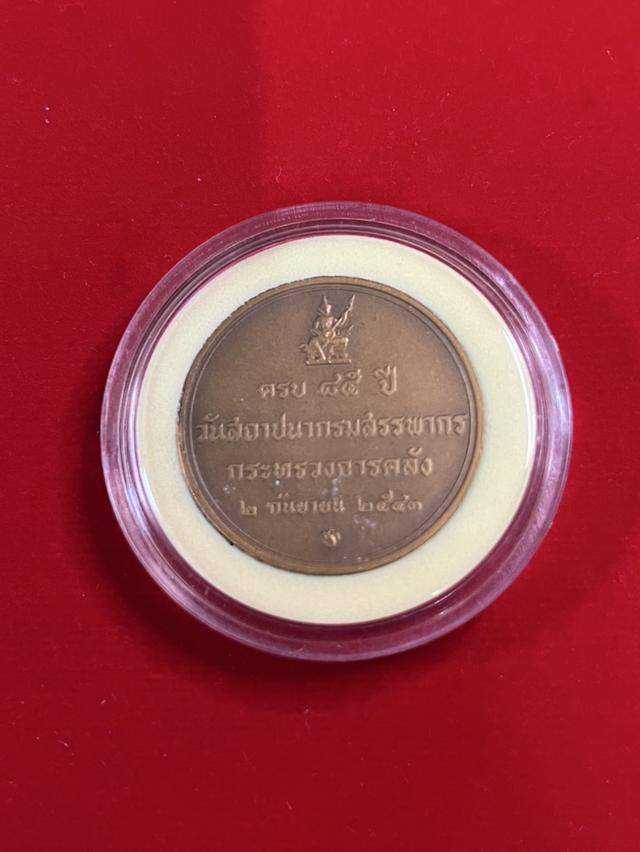 ครบ ๘๕ ปี
วันสถาปนากรมสรรพากร
กระทรวงการคลัง
๒ กันยายน ๒๕๔๓